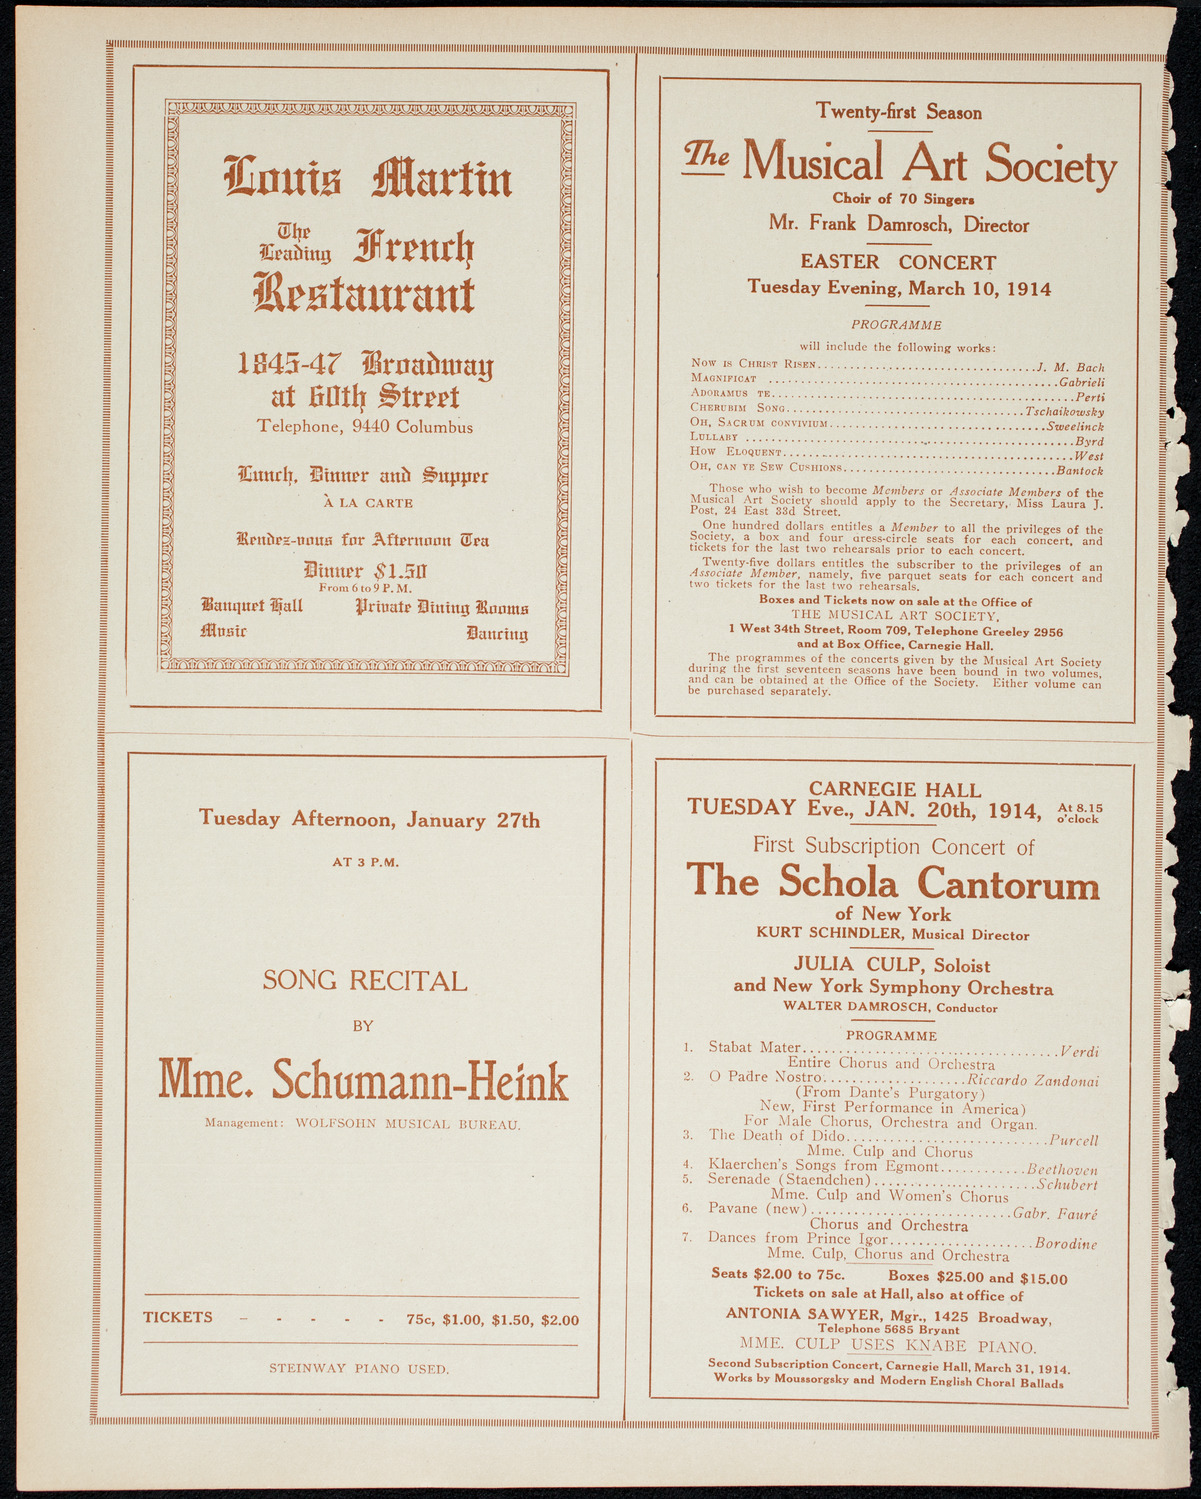 Louis Martin
The
Leading French
Restaurant
1845-47 Broadway
at 60th Street
Telephone, 9440 Columbus
Lunch, Dinner and Supper
À LA CARTE
Rendez-vous for Afternoon Tea
Dinner $1.50
From 6 to 9 P. M.
Banquet Hall Private Dining Rooms
Music Dancing
Twenty-first Season
The Musical Art Society
Choir of 70 Singers
Mr. Frank Damrosch, Director
EASTER CONCERT
Tuesday Evening, March 10, 1914
PROGRAMME
will include the following works:
NOW IS CHRIST RISEN................................J. M. Bach
MAGNIFICAT ..........................................Gabrieli
ADORAMUS TE............................................Perti
CHERUBIM SONG..................................Tschaikowsky
OH, SACRUM CONVIVIUM...............................Sweelinck
LULLABY ...............................................Byrd
HOW ELOQUENT..........................................West
OH, CAN YE SEW CUSHIONS..............................Bantock
Those who wish to become Members or Associate Members of the
Musical Art Society should apply to the Secretary, Miss Laura J.
Post, 24 East 33d Street.
One hundred dollars entitles a Member to all the privileges of the
Society, a box and four dress-circle seats for each concert, and
tickets for the last two rehearsals prior to each concert.
Twenty-five dollars entitles the subscriber to the privileges of an
Associate Member, namely, five parquet seats for each concert and
two tickets for the last two rehearsals.
Boxes and Tickets now on sale at the Office of
THE MUSICAL ART SOCIETY,
1 West 34th Street, Room 709, Telephone Greeley 2956
and at Box Office, Carnegie Hall.
The programmes of the concerts given by the Musical Art Society
during the first seventeen seasons have been bound in two volumes,
and can be obtained at the Office of the Society. Either volume can
be purchased separately.
Tuesday Afternoon, January 27th
AT 3 P.M.
SONG RECITAL
BY
Mme. Schumann-Heink
Management: WOLFSOHN MUSICAL BUREAU.
TICKETS - - - - - 75c, $1.00, $1.50, $2.00
STEINWAY PIANO USED.
CARNEGIE HALL
TUESDAY Eve., JAN. 20th, 1914, At 8.15 o'clock
First Subscription Concert of
The Schola Cantorum
of New York
KURT SCHINDLER, Musical Director
JULIA CULP, Soloist
and New York Symphony Orchestra
WALTER DAMROSCH, Conductor
PROGRAMME
1. Stabat Mater...................................Verdi
Entire Chorus and Orchestra
2. O Padre Nostro....................Riccardo Zandonai
(From Dante's Purgatory)
New, First Performance in America)
For Male Chorus, Orchestra and Organ.
3. The Death of Dido............................Purcell
Mme. Culp and Chorus
4. Klaerchen's Songs from Egmont............Beethoven
5. Serenade (Staendchen)......................Schubert
Mme. Culp and Women's Chorus
6. Pavane (new)............................Gabr. Fauré
Chorus and Orchestra
7. Dances from Prince Igor....................Borodine
Mme. Culp, Chorus and Orchestra
Seats $2.00 to 75c. Boxes $25.00 and $15.00
Tickets on sale at Hall, also at office of
ANTONIA SAWYER, Mgr., 1425 Broadway,
Telephone 5685 Bryant
MME. CULP USES KNABE PIANO.
Second Subscription Concert, Carnegie Hall, March 31, 1914.
Works by Moussorgsky and Modern English Choral Ballads